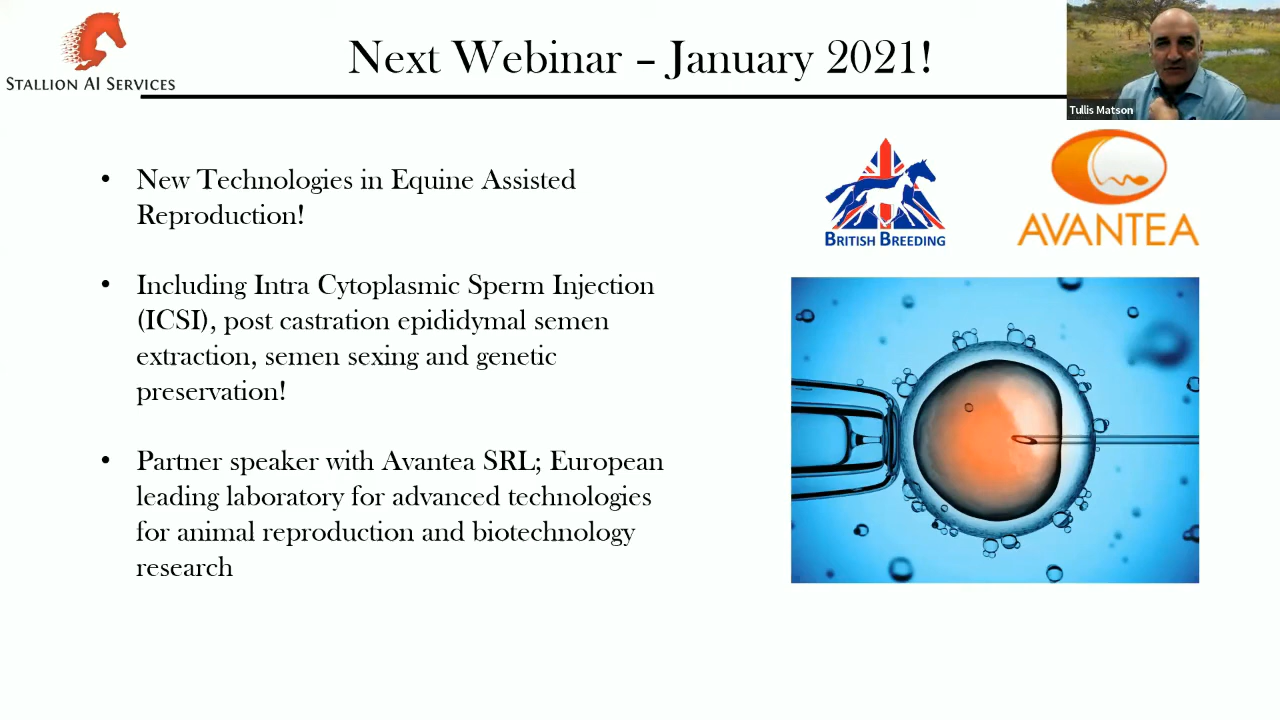 STALLION AI SERVICES
Next Webinar – January 2021!
Tullis Matson
• New Technologies in Equine Assisted
Reproduction!
• Including Intra Cytoplasmic Sperm Injection
(ICSI), post castration epididymal semen
extraction, semen sexing and genetic
preservation!
• Partner speaker with Avantea SRL; European
leading laboratory for advanced technologies
for animal reproduction and biotechnology
research
BRITISH BREEDING
AVANTEA